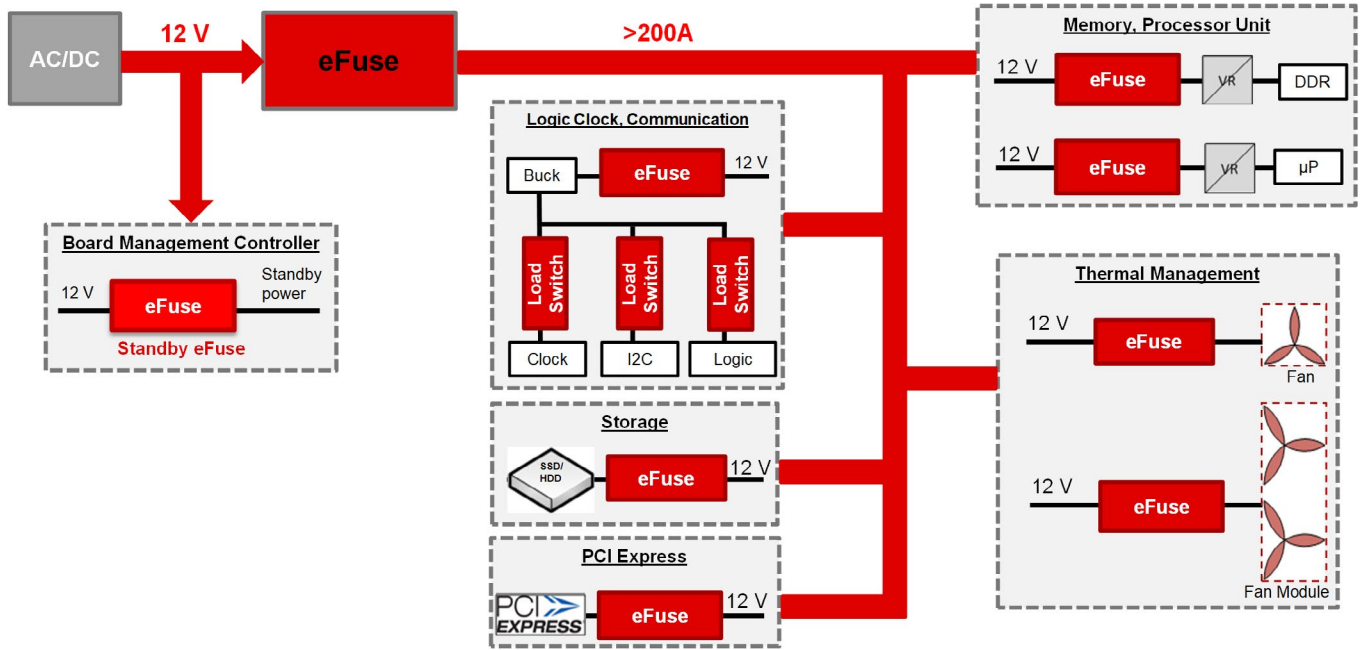 AC/DC
12 V
eFuse
>200A
Memory, Processor Unit
12 V
eFuse
VR
DDR
12 V
eFuse
VR
µP
Logic Clock, Communication
Buck
eFuse
12 V
Load Switch
Load Switch
Load Switch
Clock
I2C
Logic
Board Management Controller
12 V
eFuse
Standby
power
Standby eFuse
Thermal Management
12 V
eFuse
Fan
12 V
eFuse
Fan Module
Storage
SSD/
HDD
eFuse
12 V
PCI Express
PCI
EXPRESS
eFuse
12 V